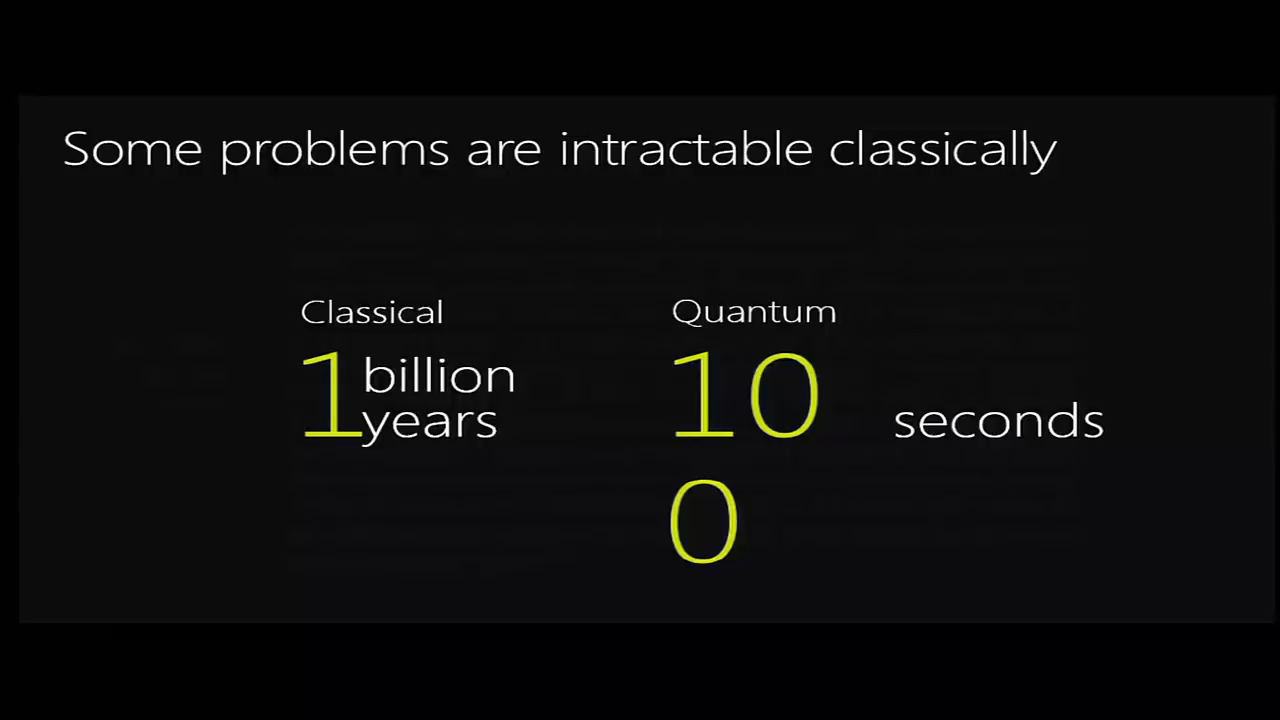 Some problems are intractable classically
Classical
1 billion
years
Quantum
10
0
seconds